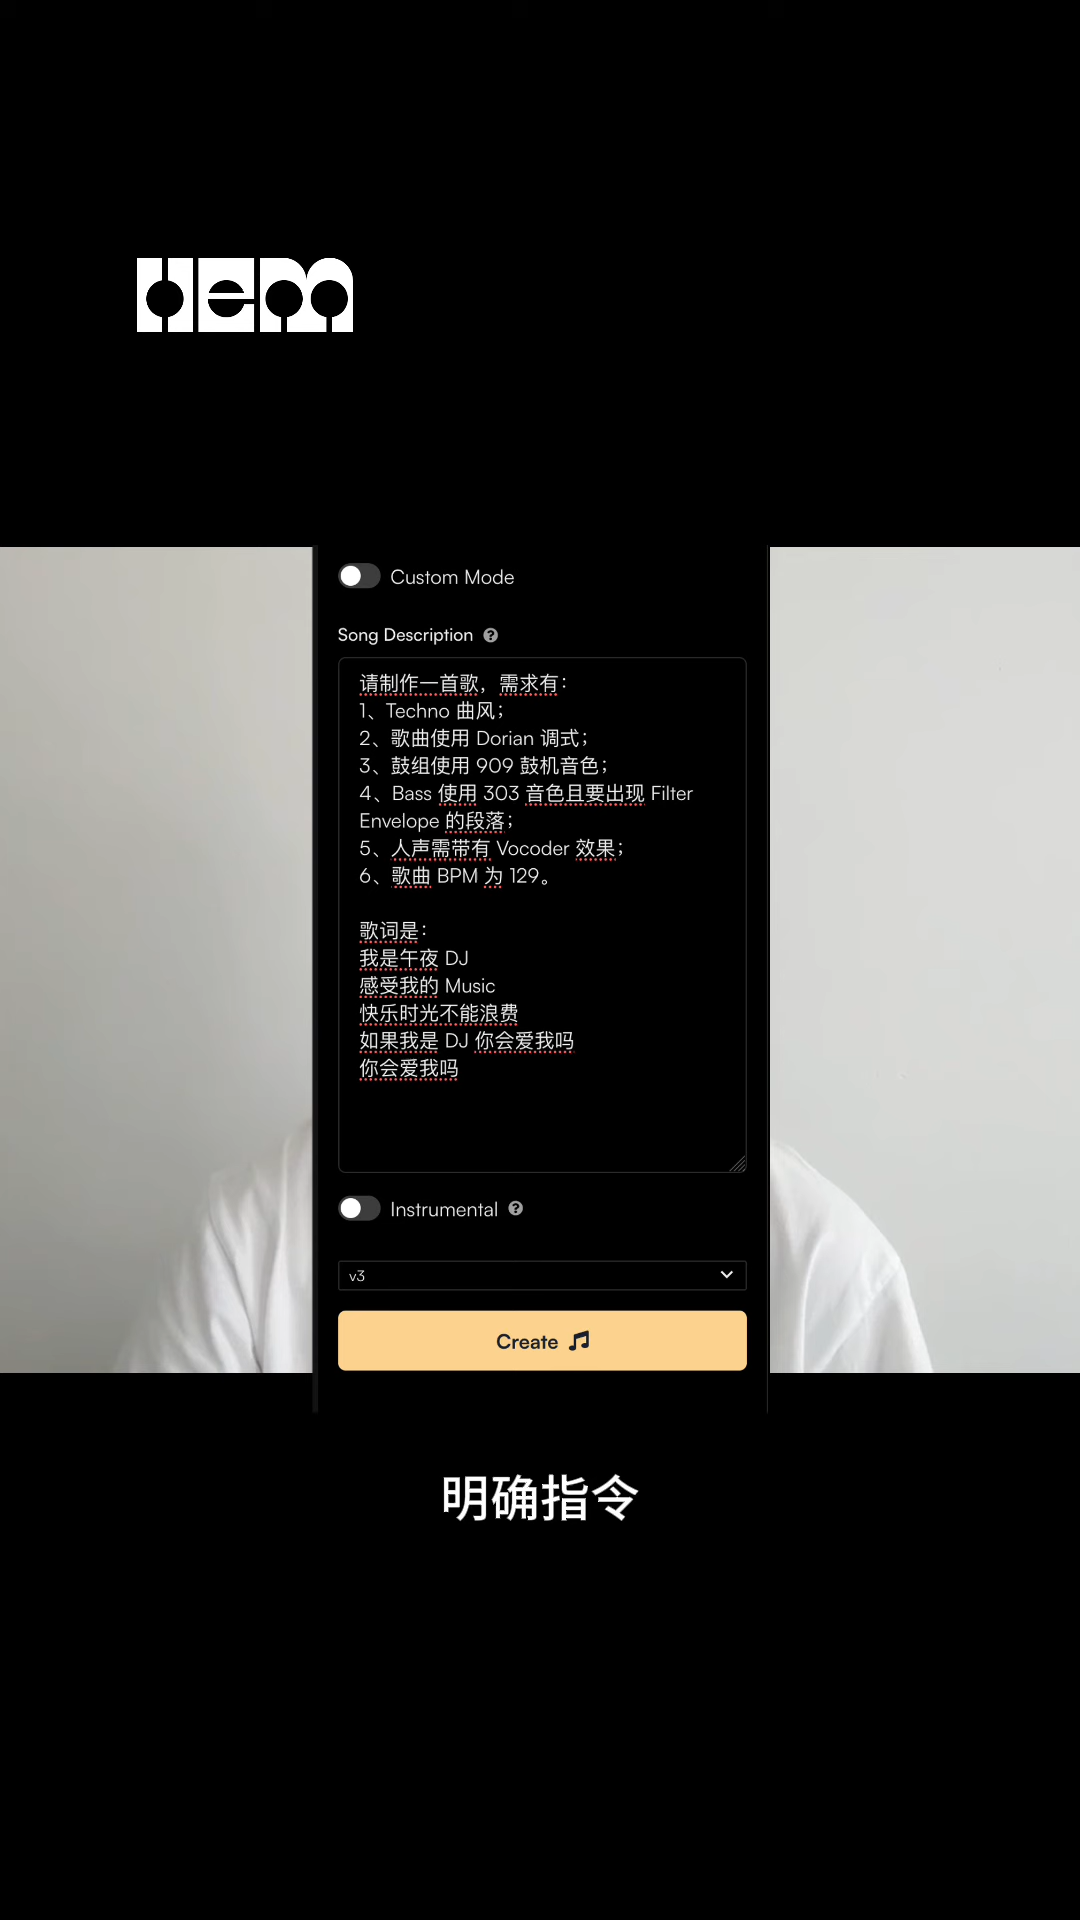 Hem
Custom Mode
Song Description ?
请制作一首歌，需求有：
1、Techno 曲风；
2、歌曲使用 Dorian 调式；
3、鼓组使用 909 鼓机音色；
4、Bass 使用 303 音色且要出现 Filter
Envelope 的段落；
5、人声需带有 Vocoder 效果；
6、歌曲 BPM 为 129。
歌词是：
我是午夜 DJ
感受我的 Music
快乐时光不能浪费
如果我是 DJ 你会爱我吗
你会爱我吗
Instrumental ?
v3
Create
明确指令